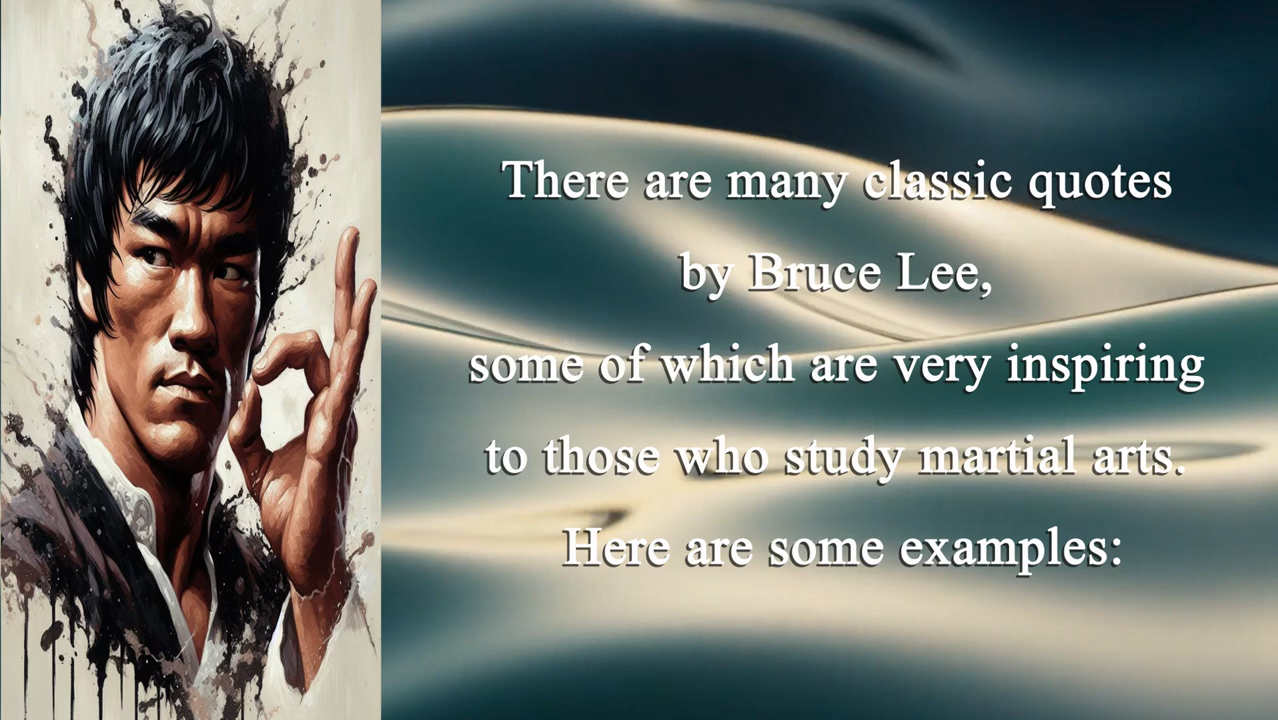 There are many classic quotes
by Bruce Lee,
some of which are very inspiring
to those who study martial arts.
Here are some examples: